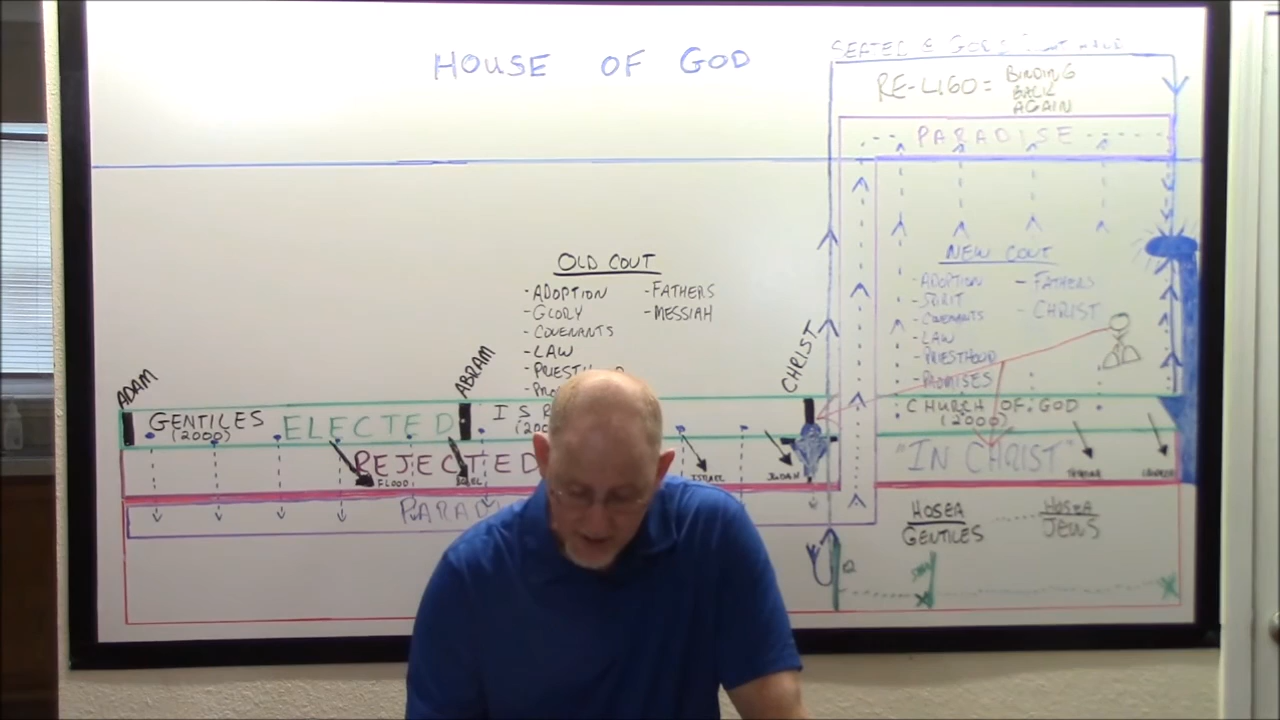 HOUSE OF GOD
RE-LIGO = BINDING
BACK
AGAIN
PARADISE
OLD COVT
-ADOPTION
-GLORY
-COVENANTS
-LAW
-FATHERS
-MESSIAH
NEW COVT
-ADOPTION
-SPIRIT
-COVENANTS
-LAW
-PRIESTHOOD
-PROMISES
-FATHERS
-CHRIST
ADAM
ABRAM
CHRIST
GENTILES
(2000)
ELECTED
CHURCH OF GOD
(2000)
REJECTED
FLOOD
ISRAEL
JUDAH
"IN CHRIST"
HOSEA
GENTILES
HOSEA
JEWS